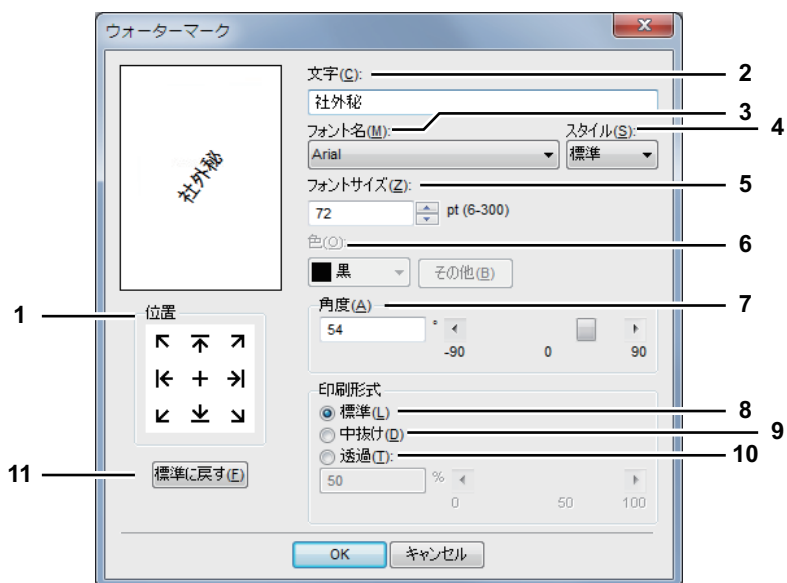 ウォーターマーク
文字(C):
2
社外秘
3
フォント名(M):
スタイル(S):
4
Arial
標準
社外秘
フォントサイズ(Z):
5
72
pt (6-300)
色(O):
6
黒
その他(B)
1
位置
角度(A)
7
54
°
-90
0
90
印刷形式
標準(L)
8
中抜け(D)
9
透過(T):
10
11
標準に戻す(F)
50
%
0
50
100
OK
キャンセル